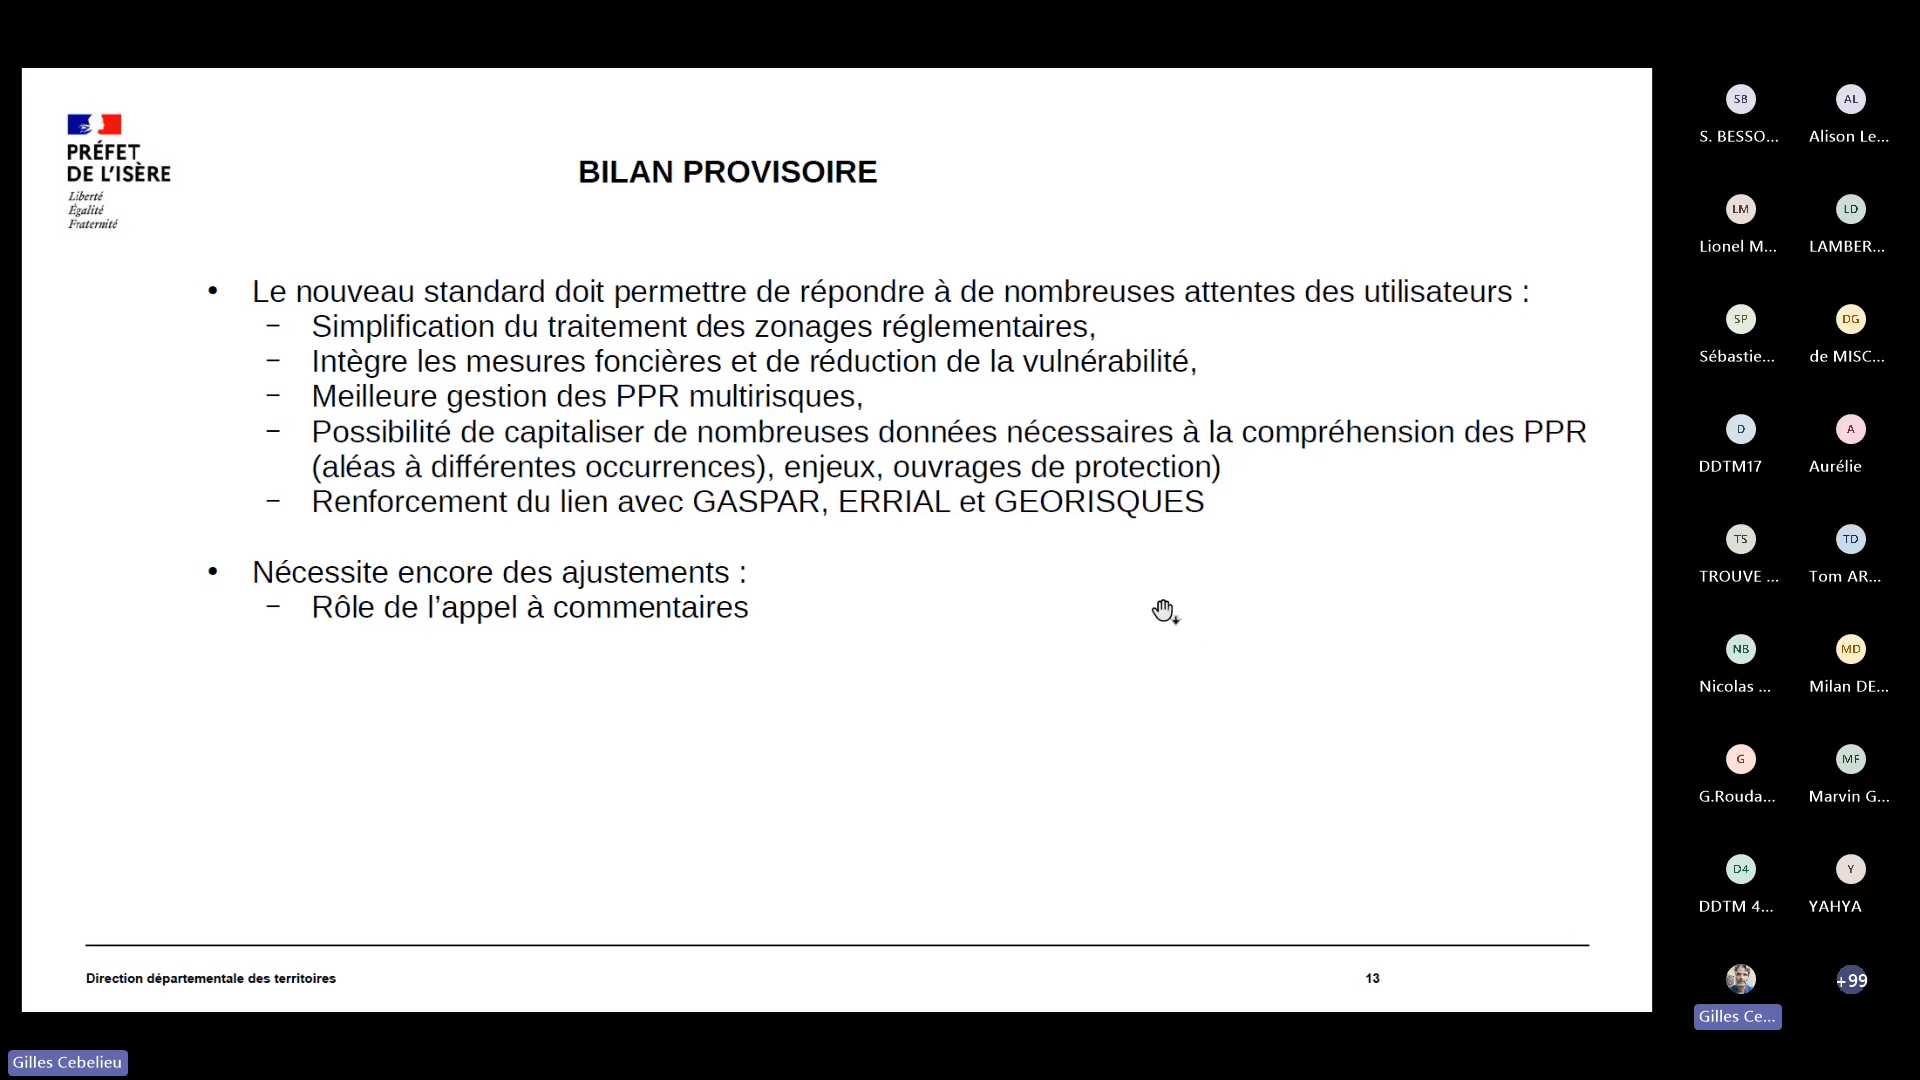 PRÉFET
DE L'ISÈRE
Liberté
Égalité
Fraternité
BILAN PROVISOIRE
• Le nouveau standard doit permettre de répondre à de nombreuses attentes des utilisateurs :
– Simplification du traitement des zonages réglementaires,
– Intègre les mesures foncières et de réduction de la vulnérabilité,
– Meilleure gestion des PPR multirisques,
– Possibilité de capitaliser de nombreuses données nécessaires à la compréhension des PPR
(aléas à différentes occurrences), enjeux, ouvrages de protection)
– Renforcement du lien avec GASPAR, ERRIAL et GEORISQUES
• Nécessite encore des ajustements :
– Rôle de l’appel à commentaires
Direction départementale des territoires
13
SB
AL
S. BESSO...
Alison Le...
LM
LD
Lionel M...
LAMBER...
SP
DG
Sébastie...
de MISC...
D
A
DDTM17
Aurélie
TS
TD
TROUVE ...
Tom AR...
NB
MD
Nicolas ...
Milan DE...
G
MF
G.Rouda...
Marvin G...
D4
Y
DDTM 4...
YAHYA
+99
Gilles Ce...
Gilles Cebelieu